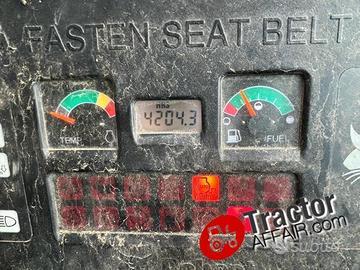 FASTEN SEAT BELT
4204.3
TEMP
FUEL
Tractor
AFFAIR.COM